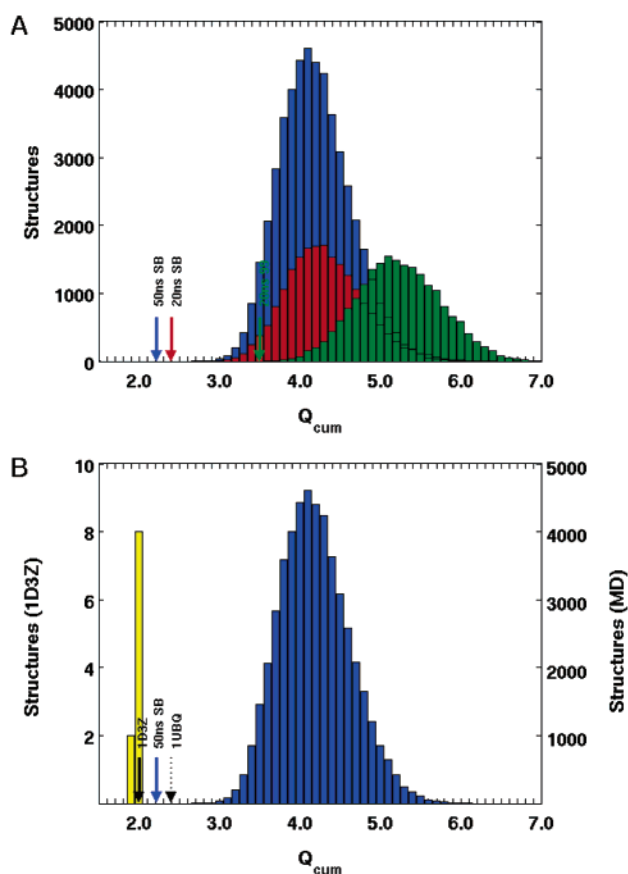 A
5000
4000
3000
2000
1000
0
Structures
50ns SB
20ns SB
2.0 3.0 4.0 5.0 6.0 7.0
Qcum
B
10
8
6
4
2
Structures (1D3Z)
1D3Z
50ns SB
1UBQ
5000
4000
3000
2000
1000
Structures (MD)
2.0 3.0 4.0 5.0 6.0 7.0
Qcum